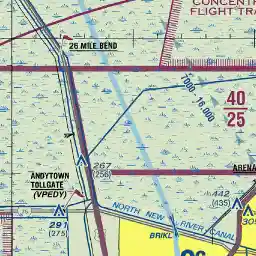 CONCENTR
FLIGHT TRA
26 MILE BEND
7000 - 16,000
40
25
267
(256)
ANDYTOWN
TOLLGATE
(VPEDY)
ARENA
442
(435)
NORTH NEW RIVER CANAL
291
(275)
305
BRIKL